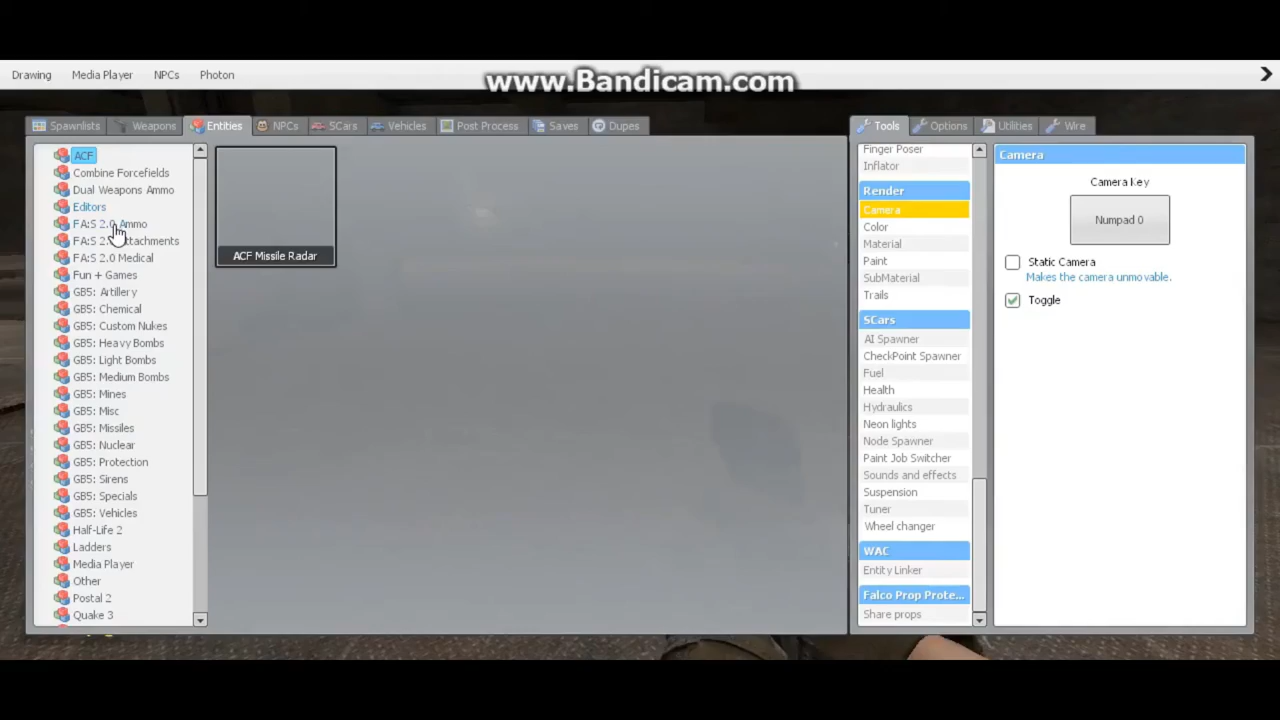 www.Bandicam.com
Drawing Media Player NPCs Photon
Spawnlists Weapons Entities NPCs SCars Vehicles Post Process Saves Dupes
ACF
Combine Forcefields
Dual Weapons Ammo
Editors
FA:S 2.0 Ammo
FA:S 2. ttachments
FA:S 2.0 Medical
Fun + Games
GB5: Artillery
GB5: Chemical
GB5: Custom Nukes
GB5: Heavy Bombs
GB5: Light Bombs
GB5: Medium Bombs
GB5: Mines
GB5: Misc
GB5: Missiles
GB5: Nuclear
GB5: Protection
GB5: Sirens
GB5: Specials
GB5: Vehicles
Half-Life 2
Ladders
Media Player
Other
Postal 2
Quake 3
ACF Missile Radar
Tools Options Utilities Wire
Finger Poser
Inflator
Render
Camera
Color
Material
Paint
SubMaterial
Trails
SCars
AI Spawner
CheckPoint Spawner
Fuel
Health
Hydraulics
Neon lights
Node Spawner
Paint Job Switcher
Sounds and effects
Suspension
Tuner
Wheel changer
WAC
Entity Linker
Falco Prop Prote...
Share props
Camera
Camera Key
Numpad 0
Static Camera
Makes the camera unmovable.
Toggle